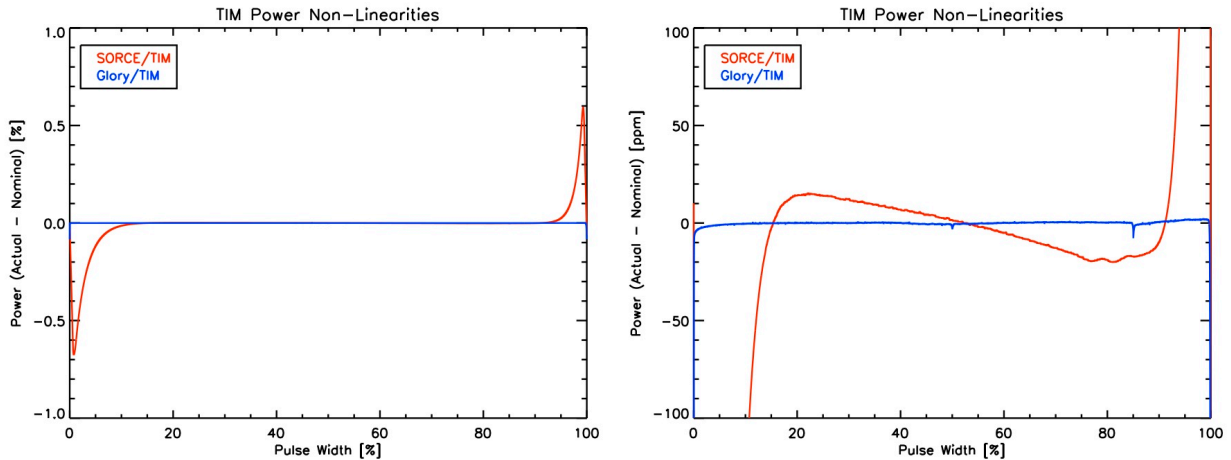 TIM Power Non-Linearities
SORCE/TIM
Glory/TIM
Power (Actual - Nominal) [%]
1.0
0.5
0.0
-0.5
-1.0
0 20 40 60 80 100
Pulse Width [%]
TIM Power Non-Linearities
SORCE/TIM
Glory/TIM
Power (Actual - Nominal) [ppm]
100
50
0
-50
-100
0 20 40 60 80 100
Pulse Width [%]